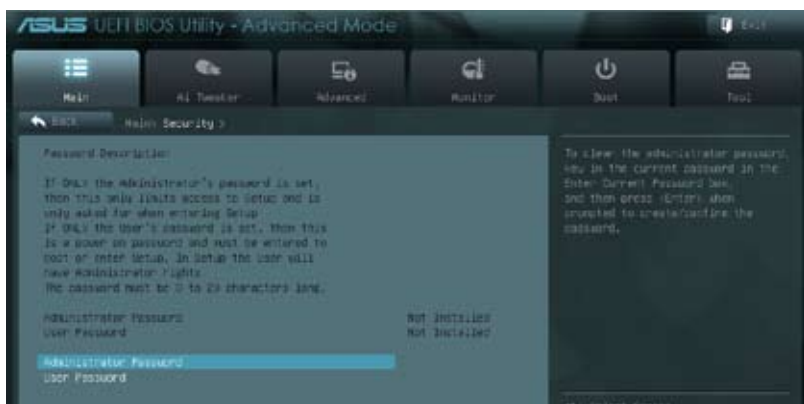 ASUS UEFI BIOS Utility - Advanced Mode
Exit
Main
Ai Tweaker
Advanced
Monitor
Boot
Tool
Back
Main\ Security >
Password Description
If ONLY the Administrator's password is set,
then this only limits access to Setup and is
only asked for when entering Setup
If ONLY the User's password is set, then this
is a power on password and must be entered to
boot or enter Setup. In Setup the User will
have Administrator rights
The password must be 3 to 20 characters long.
Administrator Password Not Installed
User Password Not Installed
Administrator Password
User Password
To clear the administrator password,
key in the current password in the
Enter Current Password box,
and then press <Enter> when
prompted to create/confirm the
password.